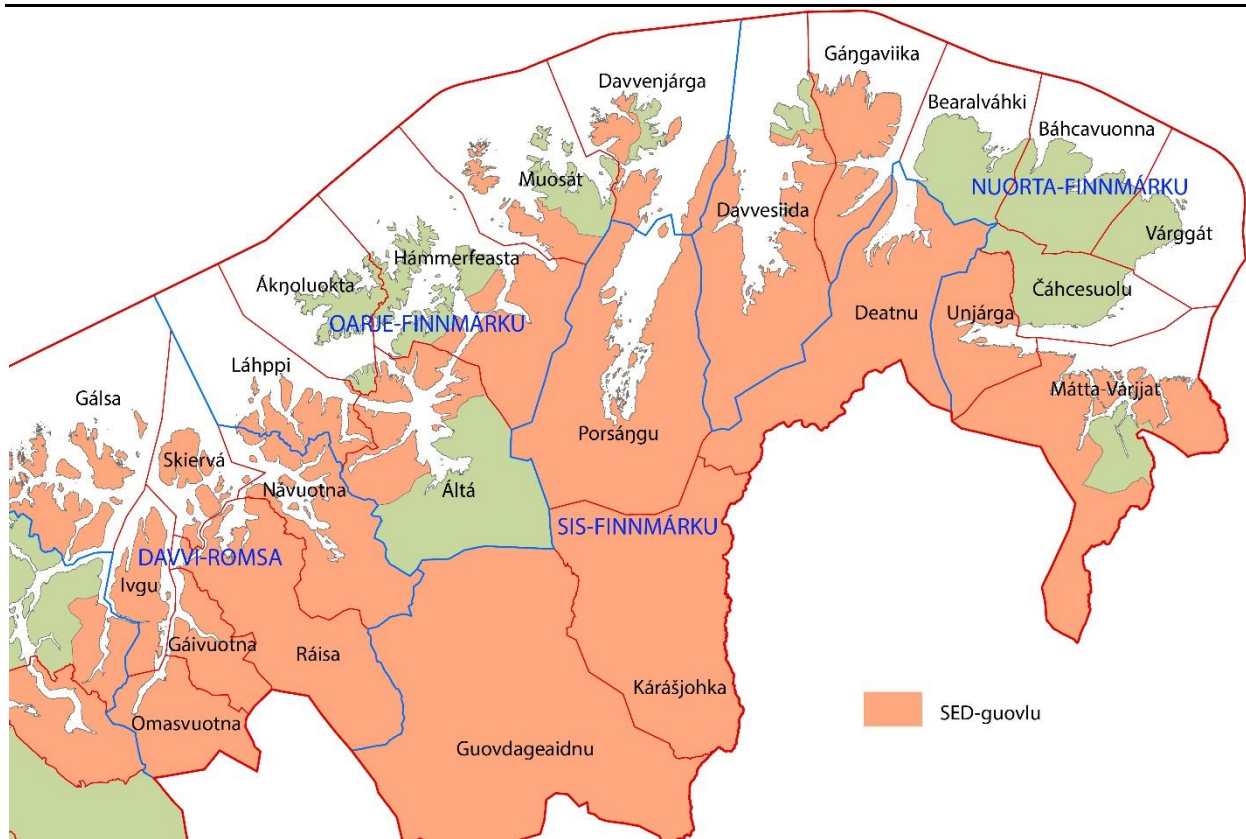 Gáŋgaviika
Davvenjárga
Bearalváhki
Báhcavuonna
Muosát
NUORTA-FINNMÁRKU
Davvesiida
Várggát
Hámmerfeasta
Ákŋoluokta
Čáhcesuolu
OARJE-FINNMÁRKU
Deatnu
Unjárga
Láhppi
Mátta-Várjjat
Gálsa
Porsáŋgu
Skiervá
Návuotna
Áltá
SIS-FINNMÁRKU
DAVVI-ROMSA
Ivgu
Gáivuotna
Ráisa
Kárášjohka
SED-guovlu
Omasvuotna
Guovdageaidnu